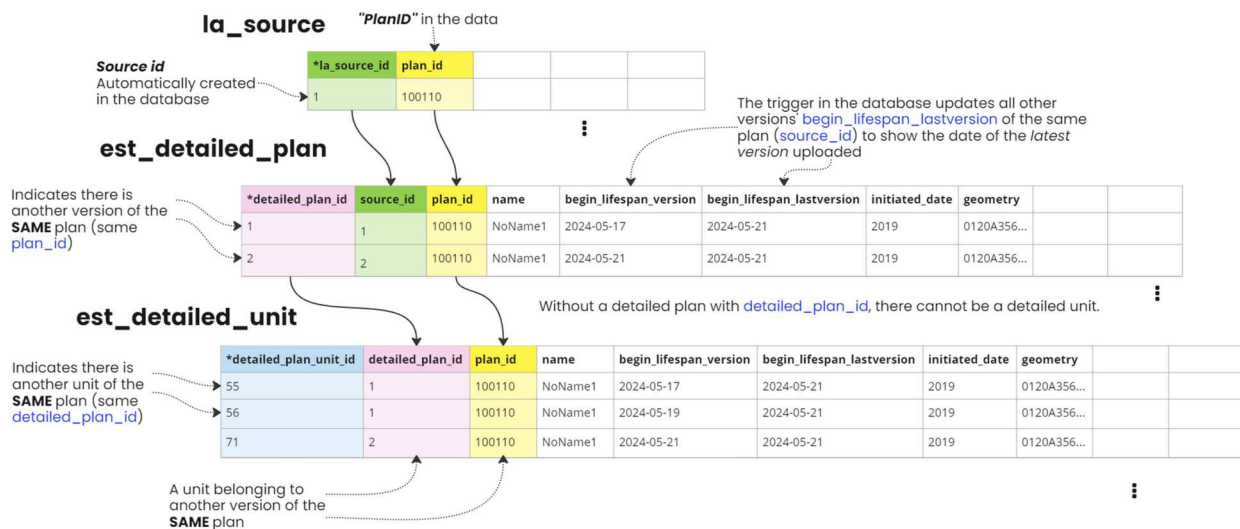 la_source
"PlanID" in the data
Source id
Automatically created
in the database
*la_source_id plan_id
1 100110
The trigger in the database updates all other
versions' begin_lifespan_lastversion of the same
plan (source_id) to show the date of the latest
version uploaded
est_detailed_plan
Indicates there is
another version of the
SAME plan (same
plan_id)
*detailed_plan_id source_id plan_id name begin_lifespan_version begin_lifespan_lastversion initiated_date geometry
1 1 100110 NoName1 2024-05-17 2024-05-21 2019 0120A356...
2 2 100110 NoName1 2024-05-21 2024-05-21 2019 0120A356...
Without a detailed plan with detailed_plan_id, there cannot be a detailed unit.
est_detailed_unit
Indicates there is
another unit of the
SAME plan (same
detailed_plan_id)
*detailed_plan_unit_id detailed_plan_id plan_id name begin_lifespan_version begin_lifespan_lastversion initiated_date geometry
55 1 100110 NoName1 2024-05-17 2024-05-21 2019 0120A356...
56 1 100110 NoName1 2024-05-19 2024-05-21 2019 0120A356...
71 2 100110 NoName1 2024-05-21 2024-05-21 2019 0120A356...
A unit belonging to
another version of the
SAME plan